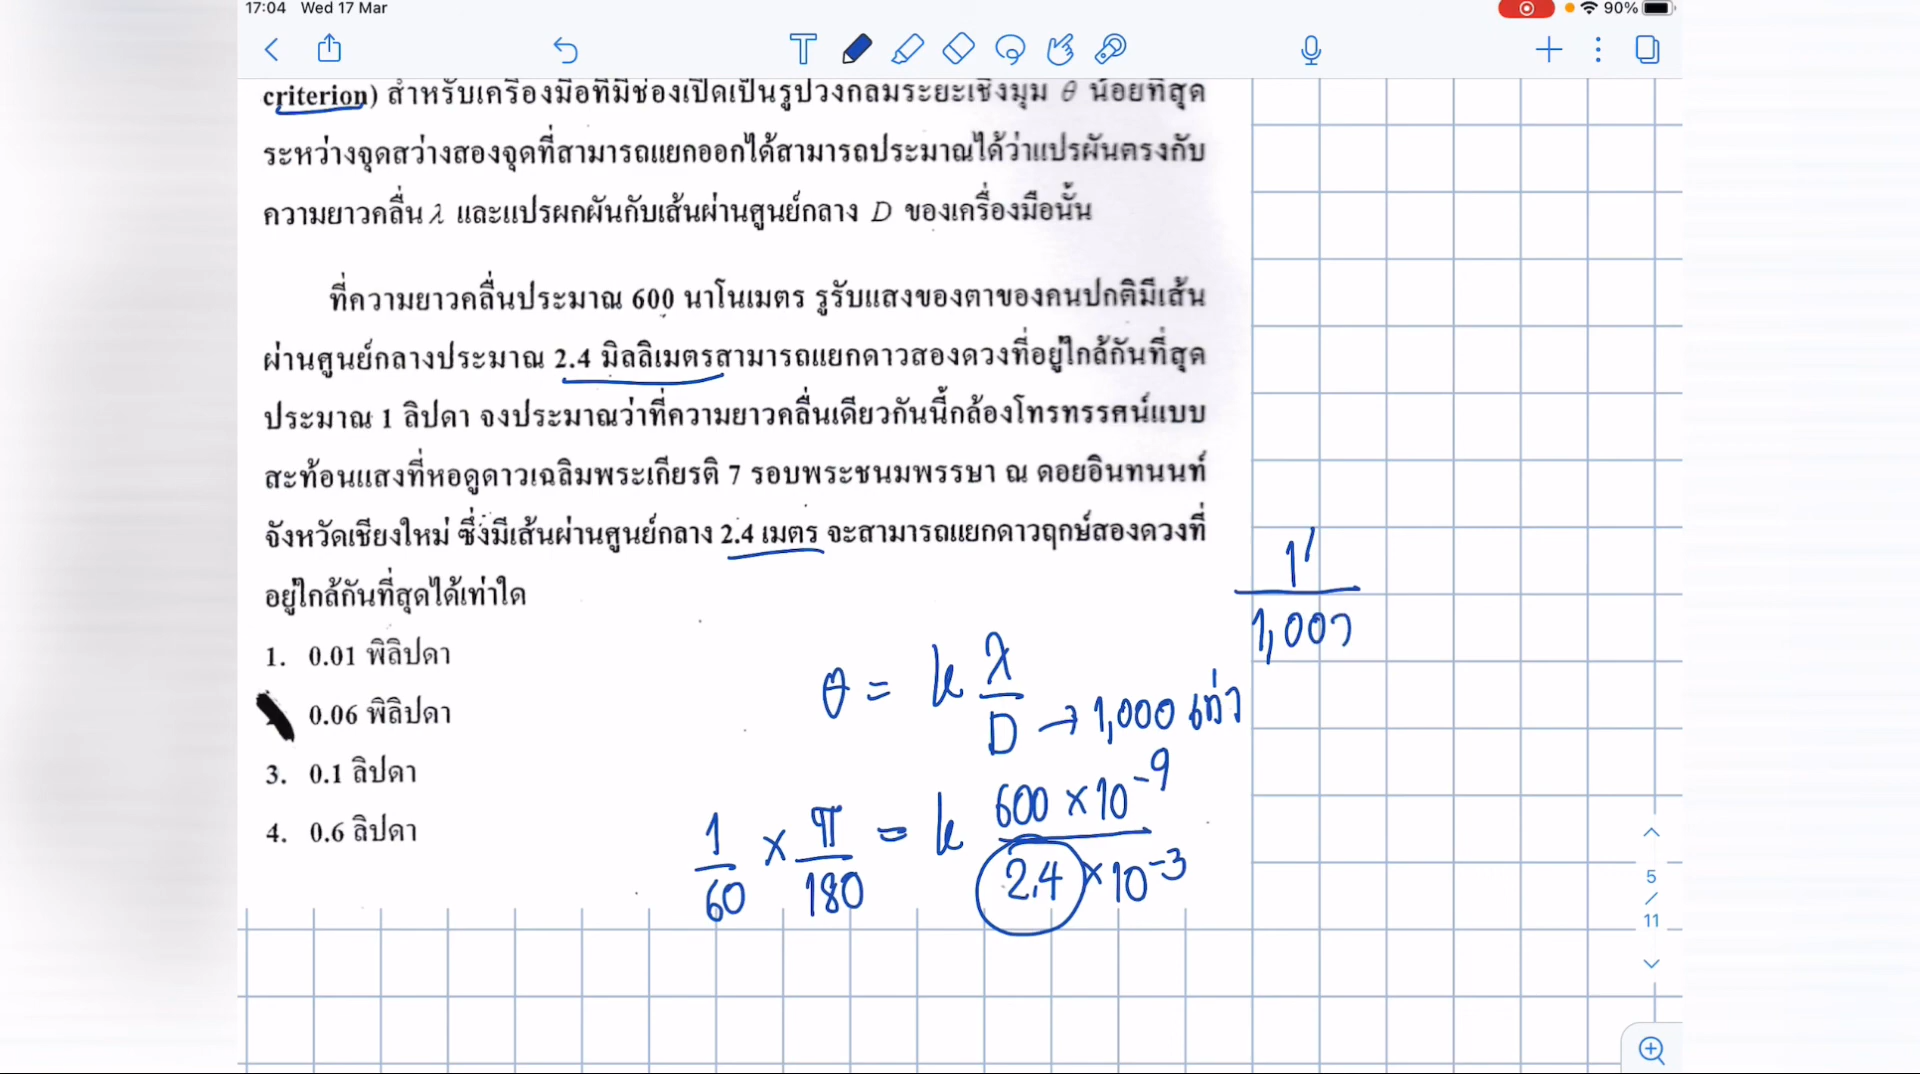 17:04 Wed 17 Mar
90%
criterion) สำหรับเครื่องมือที่มีช่องเปิดเป็นรูปวงกลมระยะเชิงมุม θ น้อยที่สุด
ระหว่างจุดสว่างสองจุดที่สามารถแยกออกได้สามารถประมาณได้ว่าแปรผันตรงกับ
ความยาวคลื่น λ และแปรผกผันกับเส้นผ่านศูนย์กลาง D ของเครื่องมือนั้น
ที่ความยาวคลื่นประมาณ 600 นาโนเมตร รูรับแสงของตาของคนปกติมีเส้น
ผ่านศูนย์กลางประมาณ 2.4 มิลลิเมตรสามารถแยกดาวสองดวงที่อยู่ใกล้กันที่สุด
ประมาณ 1 ลิปดา จงประมาณว่าที่ความยาวคลื่นเดียวกันนี้กล้องโทรทรรศน์แบบ
สะท้อนแสงที่หอดูดาวเฉลิมพระเกียรติ 7 รอบพระชนมพรรษา ณ ดอยอินทนนท์
จังหวัดเชียงใหม่ ซึ่งมีเส้นผ่านศูนย์กลาง 2.4 เมตร จะสามารถแยกดาวฤกษ์สองดวงที่
อยู่ใกล้กันที่สุดได้เท่าใด
1. 0.01 พิลิปดา
0.06 พิลิปดา
3. 0.1 ลิปดา
4. 0.6 ลิปดา
1′
1,000
θ = k λ
D → 1,000 เท่า
1/60 × π/180 = k 600 × 10⁻⁹
2.4 × 10⁻³
5
/
11